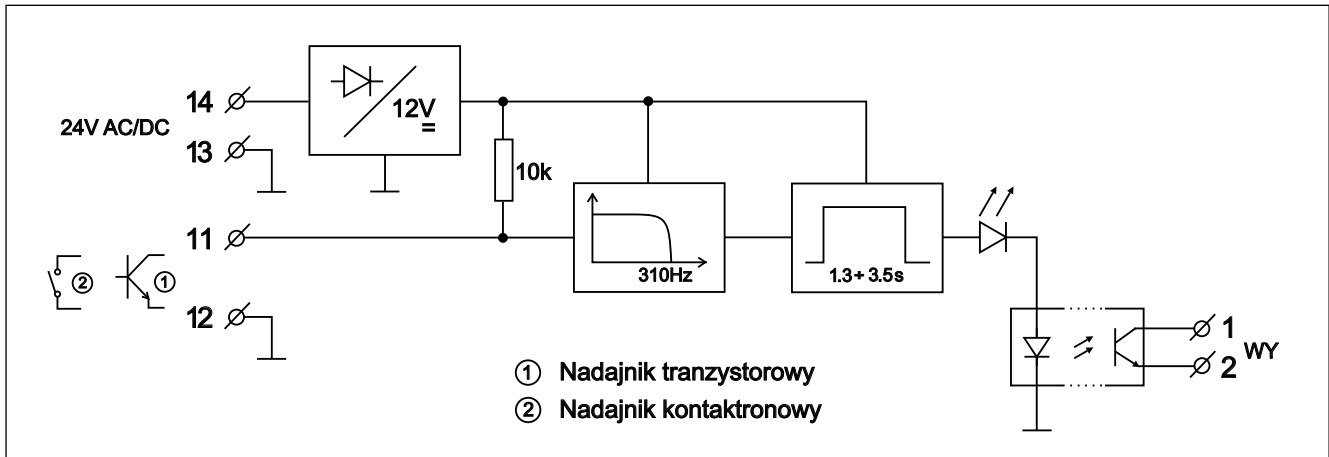 14
24V AC/DC
12V
13
10k
11
310Hz
1.3+3.5s
2
1
12
1
WY
2
1 Nadajnik tranzystorowy
2 Nadajnik kontaktronowy